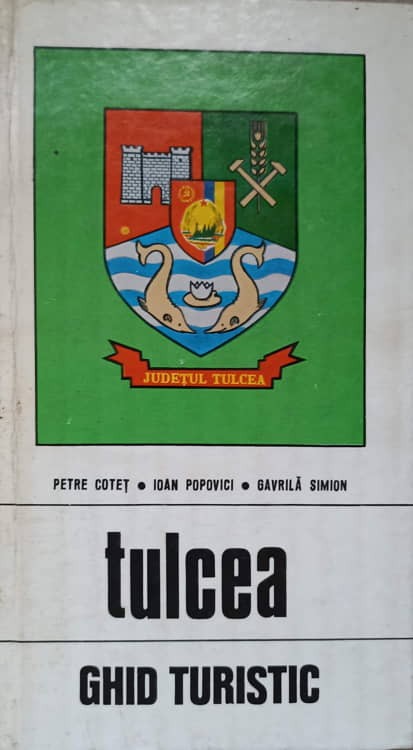 JUDEȚUL TULCEA
PETRE COTEȚ • IOAN POPOVICI • GAVRILĂ SIMION
tulcea
GHID TURISTIC